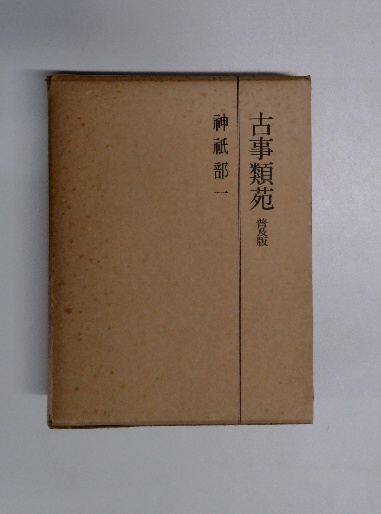 古事類苑 普及版
神祇部 一